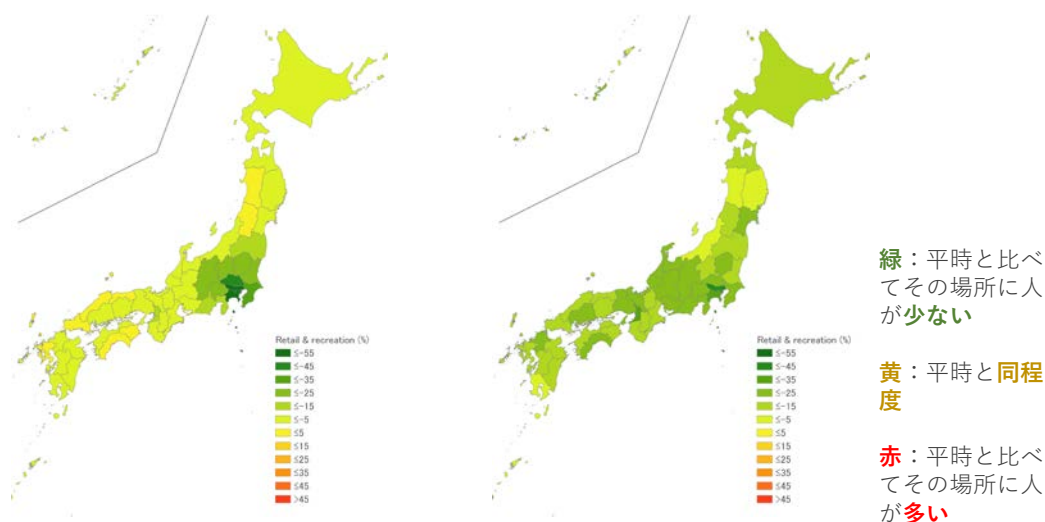 Retail & recreation (%)
≤-55
≤-45
≤-35
≤-25
≤-15
≤-5
≤5
≤15
≤25
≤35
≤45
>45
Retail & recreation (%)
≤-55
≤-45
≤-35
≤-25
≤-15
≤-5
≤5
≤15
≤25
≤35
≤45
>45
緑：平時と比べ
てその場所に人
が少ない
黄：平時と同程
度
赤：平時と比べ
てその場所に人
が多い